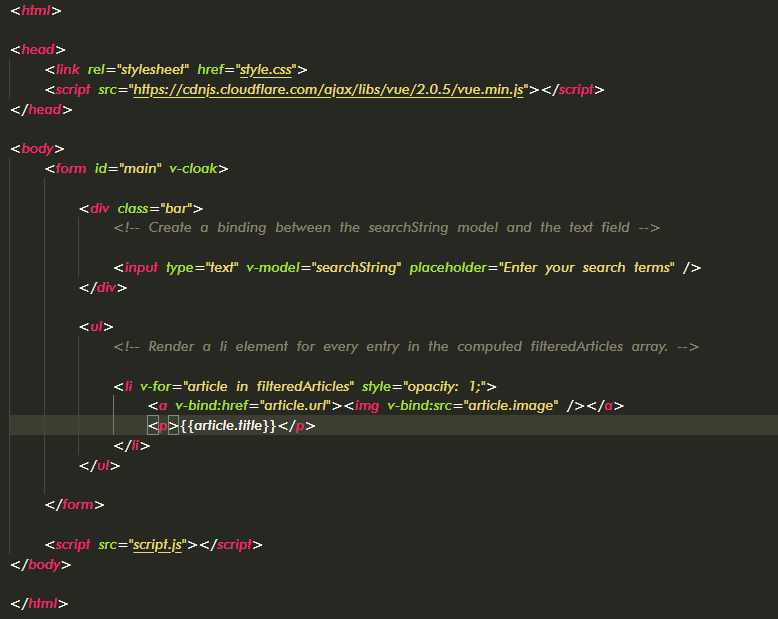 <html>
<head>
<link rel="stylesheet" href="style.css">
<script src="https://cdnjs.cloudflare.com/ajax/libs/vue/2.0.5/vue.min.js"></script>
</head>
<body>
<form id="main" v-cloak>
<div class="bar">
<!-- Create a binding between the searchString model and the text field -->
<input type="text" v-model="searchString" placeholder="Enter your search terms" />
</div>
<ul>
<!-- Render a li element for every entry in the computed filteredArticles array. -->
<li v-for="article in filteredArticles" style="opacity: 1;">
<a v-bind:href="article.url"><img v-bind:src="article.image" /></a>
<p>{{article.title}}</p>
</li>
</ul>
</form>
<script src="script.js"></script>
</body>
</html>